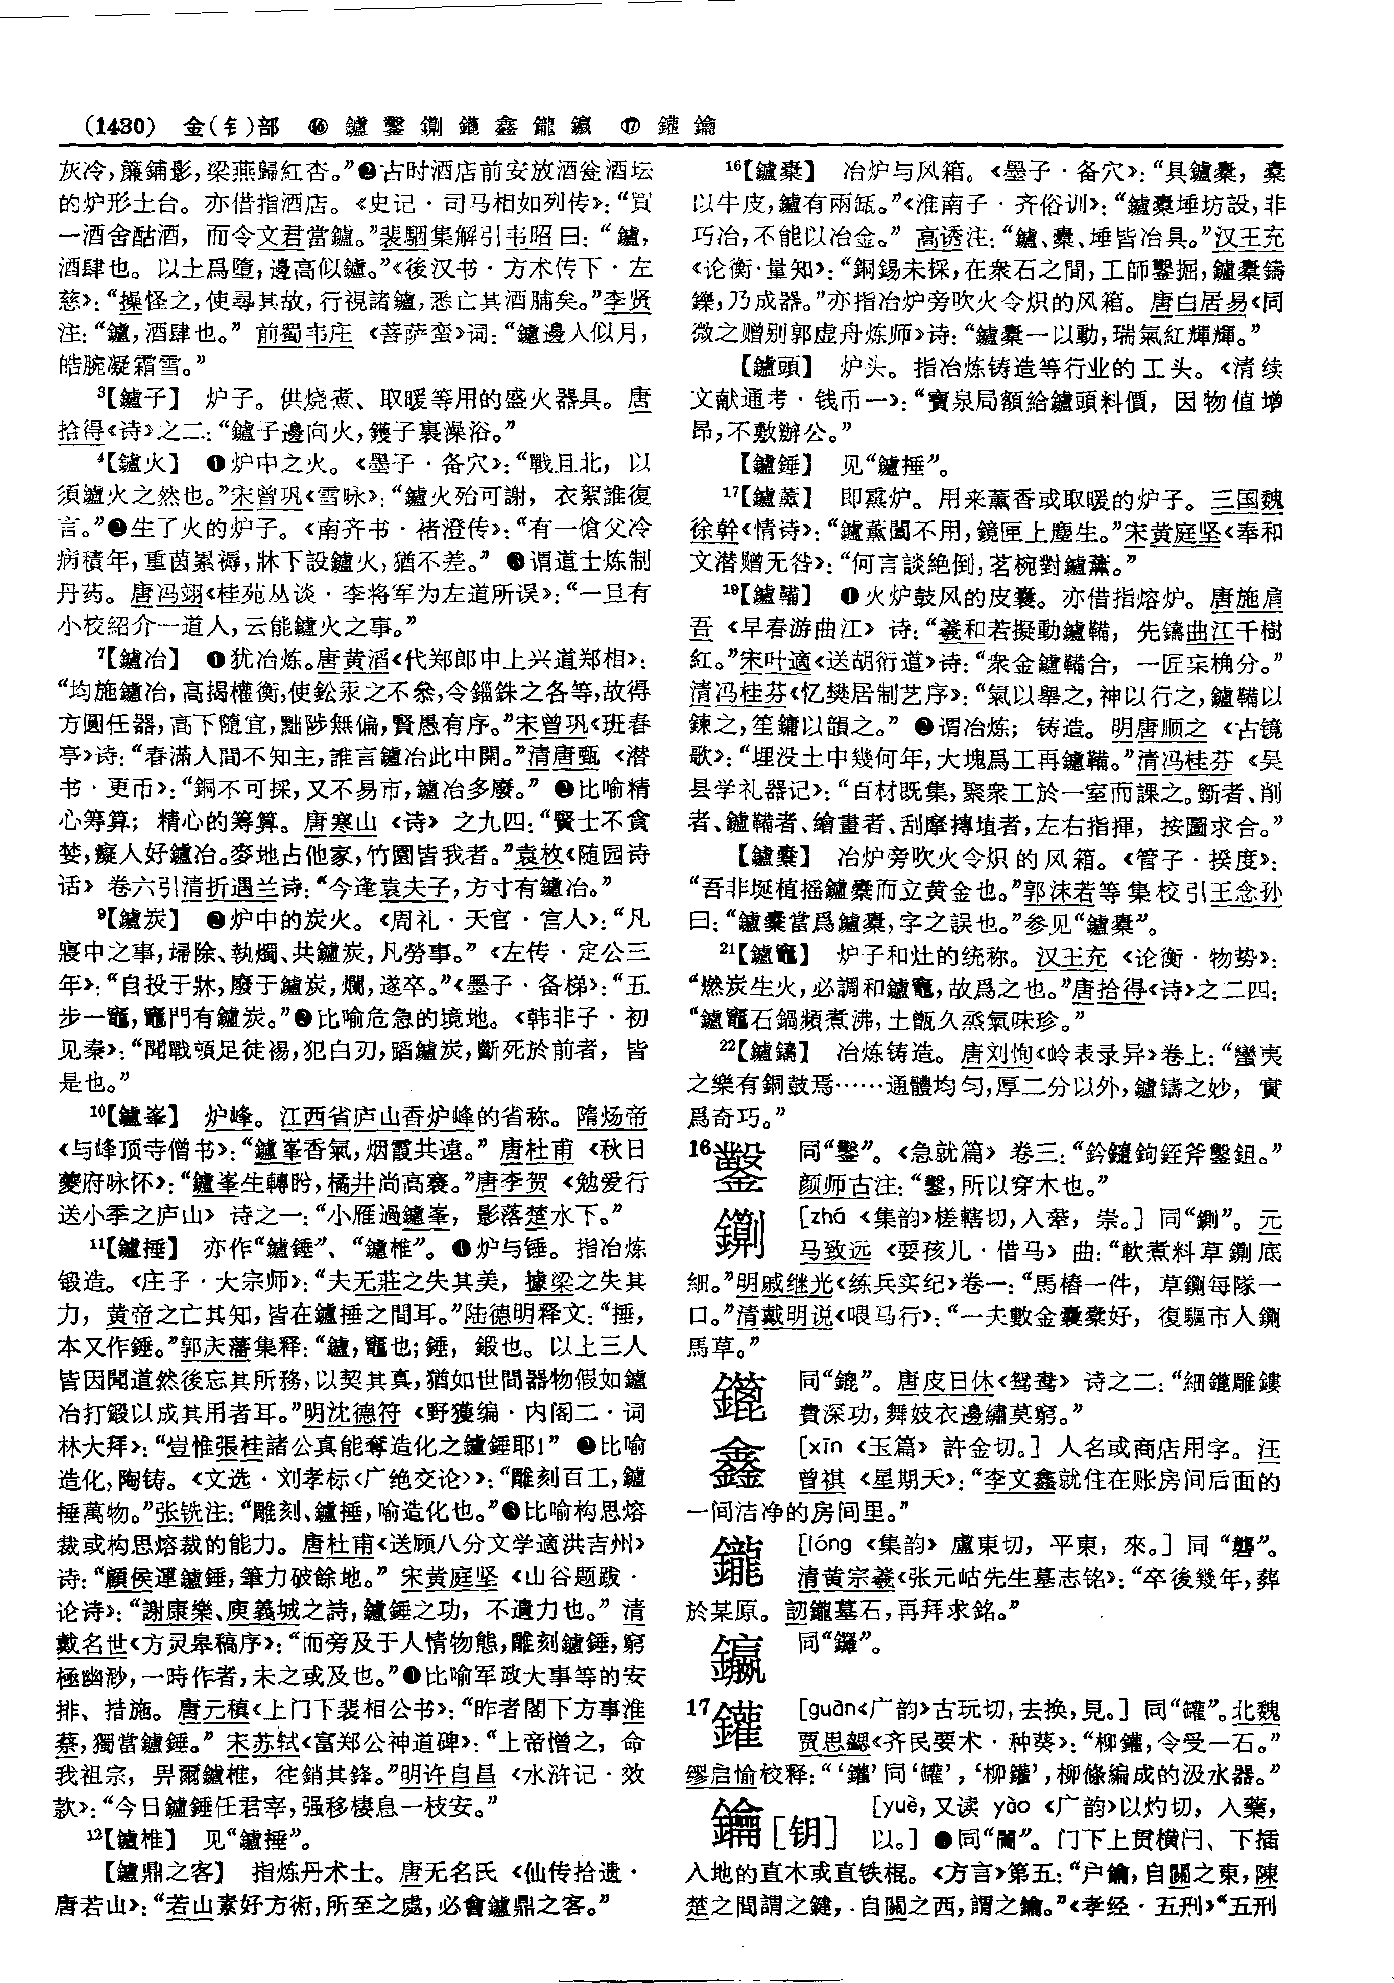 (1430) 金(钅)部 ⑯ 鑪 鑿 鍘 鑨 鑫 鑨 鑲 ⑰ 鑵 鑰
灰冷，簾鋪影，梁燕歸紅杏。”❷古时酒店前安放酒瓮酒坛
的炉形土台。亦借指酒店。《史记·司马相如列传》：“買
一酒舍酤酒，而令文君當鑪。”裴駰集解引韦昭曰：“鑪，
酒肆也。以土爲墮，邊高似鑪。”《後汉书·方术传下·左
慈》：“操怪之，使尋其故，行視諸鑪，悉亡其酒脯矣。”李贤
注：“鑪，酒肆也。”前蜀韦庄《菩萨蛮》词：“鑪邊人似月，
皓腕凝霜雪。”
³【鑪子】 炉子。供烧煮、取暖等用的盛火器具。唐
拾得《诗》之二：“鑪子邊向火，鑊子裏澡浴。”
⁴【鑪火】 ❶炉中之火。《墨子·备穴》：“戰且北，以
須鑪火之然也。”宋曾巩《雪咏》：“鑪火殆可謝，衣絮誰復
言。”❷生了火的炉子。《南齐书·褚澄传》：“有一傖父冷
病積年，重茵累褥，牀下設鑪火，猶不差。”❸谓道士炼制
丹药。唐冯翊《桂苑丛谈·李将军为左道所误》：“一旦有
小校紹介一道人，云能鑪火之事。”
⁷【鑪冶】 ❶犹冶炼。唐黄滔《代郑郎中上兴道郑相》：
“均施鑪冶，高揭權衡，使鈆汞之不叅，令錙銖之各等，故得
方圓任器，高下隨宜，黜陟無偏，賢愚有序。”宋曾巩《班春
亭》诗：“春滿人間不知主，誰言鑪冶此中開。”清唐甄《潜
书·更币》：“銅不可採，又不易市，鑪冶多廢。”❷比喻精
心筹算；精心的筹算。唐寒山《诗》之九四：“賢士不貪
婪，癡人好鑪冶。麥地占他家，竹園皆我者。”袁枚《随园诗
话》卷六引清折遇兰诗：“今逢袁夫子，方寸有鑪冶。”
⁹【鑪炭】 ❷炉中的炭火。《周礼·天官·宫人》：“凡
寢中之事，埽除、執燭、共鑪炭，凡勞事。”《左传·定公三
年》：“自投于牀，廢于鑪炭，爛，遂卒。”《墨子·备梯》：“五
步一竈，竈門有鑪炭。”❷比喻危急的境地。《韩非子·初
见秦》：“聞戰頓足徒裼，犯白刃，蹈鑪炭，斷死於前者，皆
是也。”
¹⁰【鑪峯】 炉峰。江西省庐山香炉峰的省称。隋炀帝
《与峰顶寺僧书》：“鑪峯香氣，烟霞共遠。”唐杜甫《秋日
夔府咏怀》：“鑪峯生轉眄，橘井尚高褰。”唐李贺《勉爱行
送小季之庐山》诗之一：“小雁過鑪峯，影落楚水下。”
¹¹【鑪捶】 亦作“鑪錘”、“鑪椎”。❶炉与锤。指冶炼
锻造。《庄子·大宗师》：“夫无莊之失其美，據梁之失其
力，黄帝之亡其知，皆在鑪捶之間耳。”陆德明释文：“捶，
本又作錘。”郭庆藩集释：“鑪，竈也；錘，鍛也。以上三人
皆因聞道然後忘其所務，以契其真，猶如世間器物假如鑪
冶打鍛以成其用者耳。”明沈德符《野獲编·内阁二·词
林大拜》：“豈惟張桂諸公真能奪造化之鑪錘耶！”❷比喻
造化，陶铸。《文选·刘孝标〈广绝交论〉》：“雕刻百工，鑪
捶萬物。”张铣注：“雕刻、鑪捶，喻造化也。”❸比喻构思熔
裁或构思熔裁的能力。唐杜甫《送顾八分文学適洪吉州》
诗：“顧侯運鑪錘，筆力破餘地。”宋黄庭坚《山谷题跋·
论诗》：“謝康樂、庾義城之詩，鑪錘之功，不遺力也。”清
戴名世《方灵皋稿序》：“而旁及于人情物態，雕刻鑪錘，窮
極幽渺，一時作者，未之或及也。”❹比喻军政大事等的安
排、措施。唐元稹《上门下裴相公书》：“昨者閣下方事淮
蔡，獨當鑪錘。”宋苏轼《富郑公神道碑》：“上帝憎之，命
我祖宗，畀爾鑪椎，往銷其鋒。”明许自昌《水浒记·效
款》：“今日鑪錘任君宰，强移棲息一枝安。”
¹²【鑪椎】 见“鑪捶”。
【鑪鼎之客】 指炼丹术士。唐无名氏《仙传拾遗·
唐若山》：“若山素好方術，所至之處，必會鑪鼎之客。”
¹⁶【鑪橐】 冶炉与风箱。《墨子·备穴》：“具鑪橐，橐
以牛皮，鑪有兩缻。”《淮南子·齐俗训》：“鑪橐埵坊設，非
巧冶，不能以冶金。”高诱注：“鑪、橐、埵皆冶具。”汉王充
《论衡·量知》：“銅錫未採，在衆石之間，工師鑿掘，鑪橐鑄
鑠，乃成器。”亦指冶炉旁吹火令炽的风箱。唐白居易《同
微之赠别郭虚舟炼师》诗：“鑪橐一以動，瑞氣紅輝輝。”
【鑪頭】 炉头。指冶炼铸造等行业的工头。《清续
文献通考·钱币一》：“寶泉局額給鑪頭料價，因物值增
昂，不敷辦公。”
【鑪錘】 见“鑪捶”。
¹⁷【鑪薰】 即熏炉。用来薰香或取暖的炉子。三国魏
徐幹《情诗》：“鑪薰闔不用，鏡匣上塵生。”宋黄庭坚《奉和
文潜赠无咎》：“何言談絶倒，茗椀對鑪薰。”
¹⁹【鑪鞴】 ❶火炉鼓风的皮囊。亦借指熔炉。唐施肩
吾《早春游曲江》诗：“羲和若擬動鑪鞴，先鑄曲江千樹
紅。”宋叶適《送胡衍道》诗：“衆金鑪鞴合，一匠采桷分。”
清冯桂芬《忆樊居制艺序》：“氣以舉之，神以行之，鑪鞴以
鍊之，笙鏞以韻之。”❷谓冶炼；铸造。明唐顺之《古镜
歌》：“埋没土中幾何年，大塊爲工再鑪鞴。”清冯桂芬《吴
县学礼器记》：“百材既集，聚衆工於一室而課之。斲者、削
者、鑪鞴者、繪畫者、刮摩摶埴者，左右指揮，按圖求合。”
【鑪櫜】 冶炉旁吹火令炽的风箱。《管子·揆度》：
“吾非埏植摇鑪櫜而立黄金也。”郭沫若等集校引王念孙
曰：“鑪櫜當爲鑪橐，字之誤也。”参见“鑪橐”。
²¹【鑪竈】 炉子和灶的统称。汉王充《论衡·物势》：
“燃炭生火，必調和鑪竈，故爲之也。”唐拾得《诗》之二四：
“鑪竈石鍋頻煮沸，土甑久蒸氣味珍。”
²²【鑪鑄】 冶炼铸造。唐刘恂《岭表录异》卷上：“蠻夷
之樂有銅鼓焉……通體均匀，厚二分以外，鑪鑄之妙，實
爲奇巧。”
16 同“鑿”。《急就篇》卷三：“鈐鐀鉤銍斧鑿鉏。”
颜师古注：“鑿，所以穿木也。”
[zhá 《集韵》槎轄切，入舝，崇。] 同“鍘”。元
马致远《耍孩儿·借马》曲：“軟煮料草鍘底
細。”明戚继光《练兵实纪》卷一：“馬樁一件，草鍘每隊一
口。”清戴明说《喂马行》：“一夫數金囊橐好，復驅市人鍘
馬草。”
同“鎞”。唐皮日休《鸳鸯》诗之二：“細鎞雕鏤
費深功，舞妓衣邊繡莫窮。”
鑫 [xīn 《玉篇》許金切。] 人名或商店用字。汪
曾祺《星期天》：“李文鑫就住在账房间后面的
一间洁净的房间里。”
鑨 [lóng 《集韵》盧東切，平東，來。] 同“礱”。
清黄宗羲《张元岵先生墓志铭》：“卒後幾年，葬
於某原。韌鑨墓石，再拜求銘。”
同“鑼”。
17 鑵 [guàn《广韵》古玩切，去换，見。] 同“罐”。北魏
贾思勰《齐民要术·种葵》：“柳鑵，令受一石。”
缪启愉校释：“‘鑵’同‘罐’，‘柳鑵’，柳條編成的汲水器。”
鑰[钥] [yuè，又读 yào 《广韵》以灼切，入藥，
以。] ❶同“闟”。门下上贯横闩、下插
入地的直木或直铁棍。《方言》第五：“户鑰，自關之東，陳
楚之間謂之鍵，自關之西，謂之鑰。”《孝经·五刑》“五刑